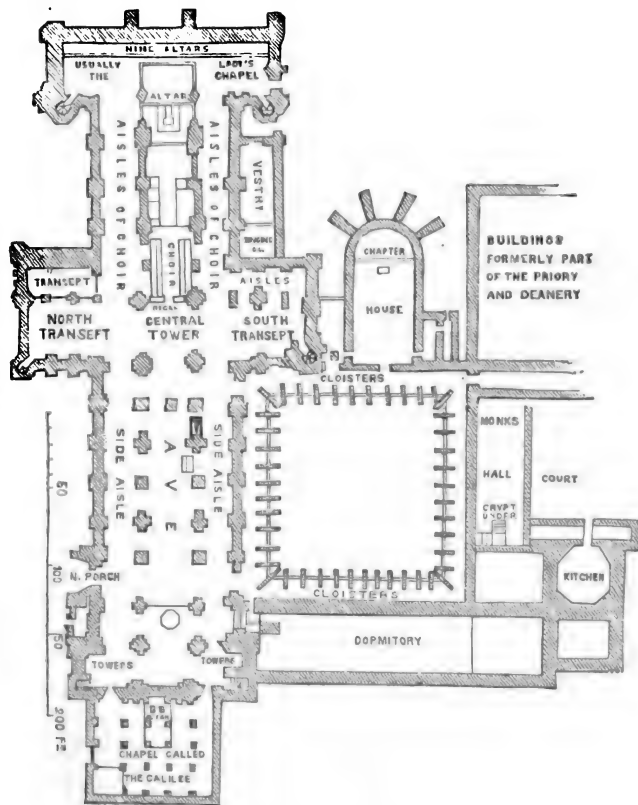 NINE ALTARS
USUALLY
THE
LADY'S
CHAPEL
ALTAR
AISLES OF CHOIR
AISLES OF CHOIR
VESTRY
CHOIR
CHAPTER
HOUSE
BUILDINGS
FORMERLY PART
OF THE PRIORY
AND DEANERY
TRANSEPT
AISLES
NORTH
TRANSEPT
CENTRAL
TOWER
SOUTH
TRANSEPT
CLOISTERS
MONKS
HALL
COURT
CRYPT
UNDER
SIDE AISLE
NAVE
SIDE AISLE
50
100
N. PORCH
KITCHEN
CLOISTERS
DORMITORY
50
TOWERS
TOWERS
200 FT
CHAPEL CALLED
THE GALILEE